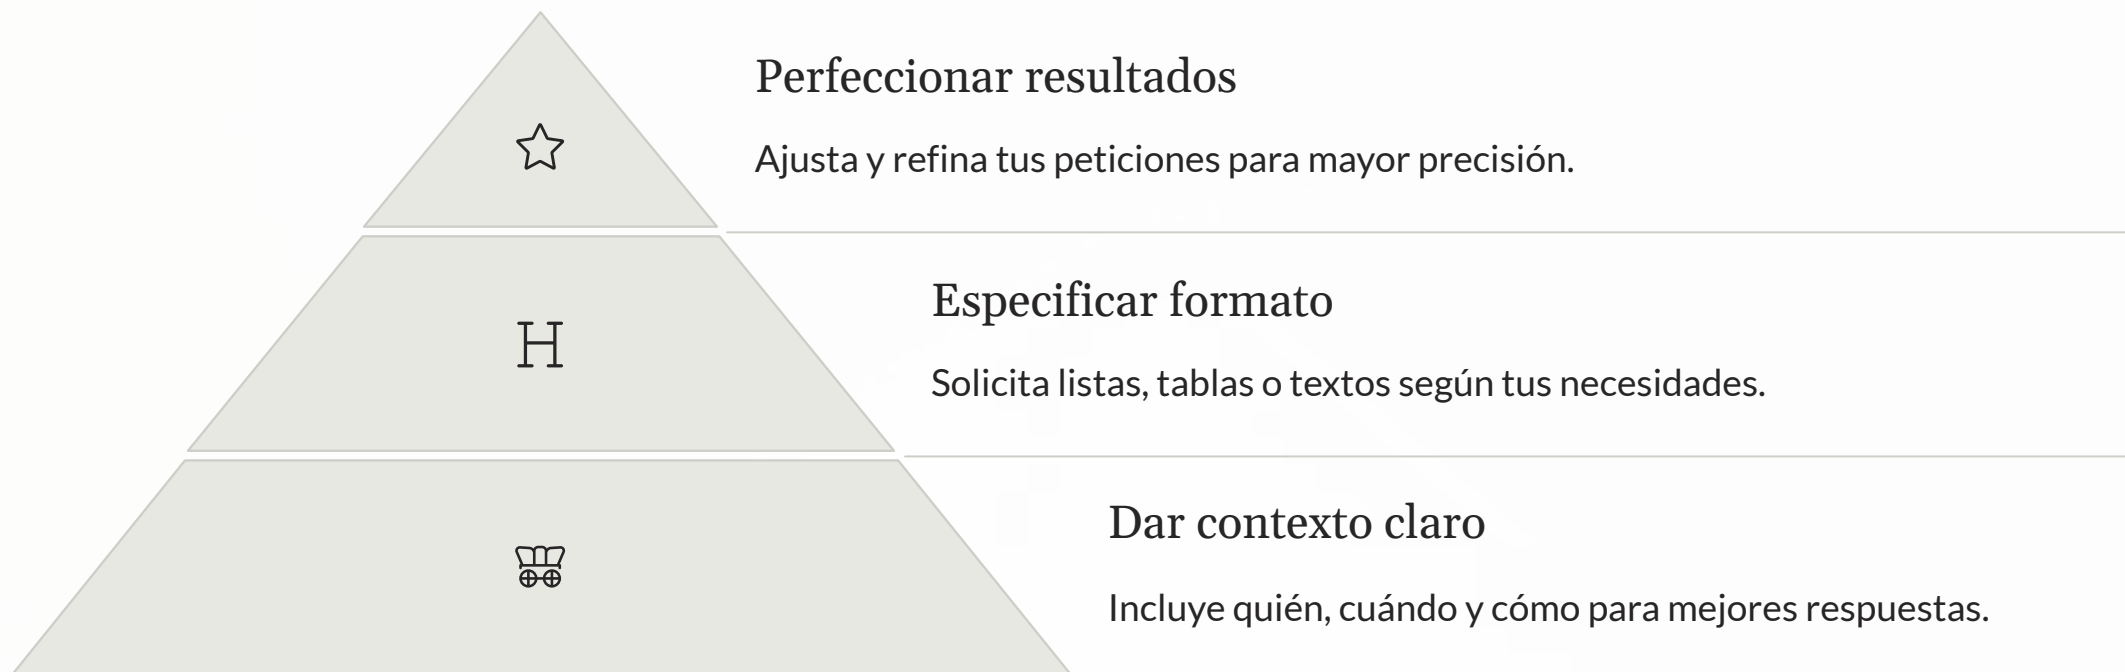 Perfeccionar resultados
Ajusta y refina tus peticiones para mayor precisión.
H
Especificar formato
Solicita listas, tablas o textos según tus necesidades.
Dar contexto claro
Incluye quién, cuándo y cómo para mejores respuestas.